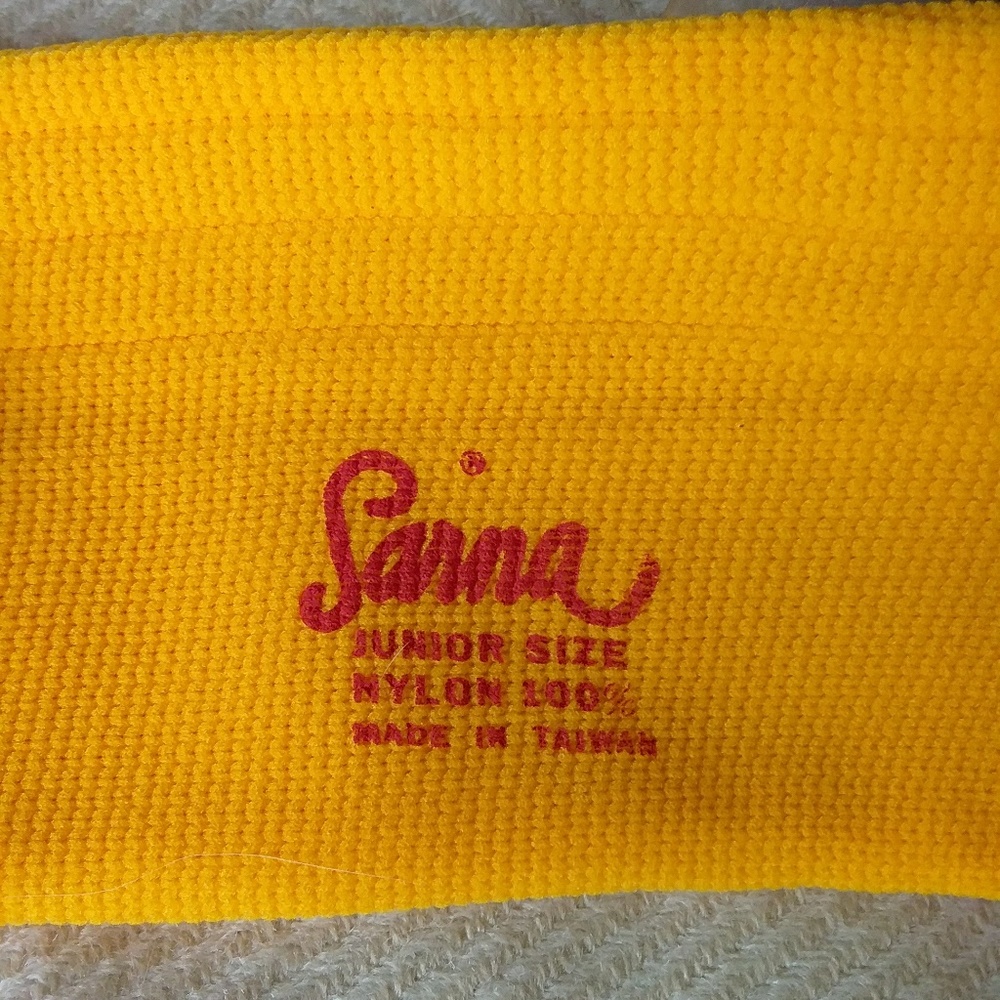 Sarna ®
JUNIOR SIZE
NYLON 100%
MADE IN TAIWAN